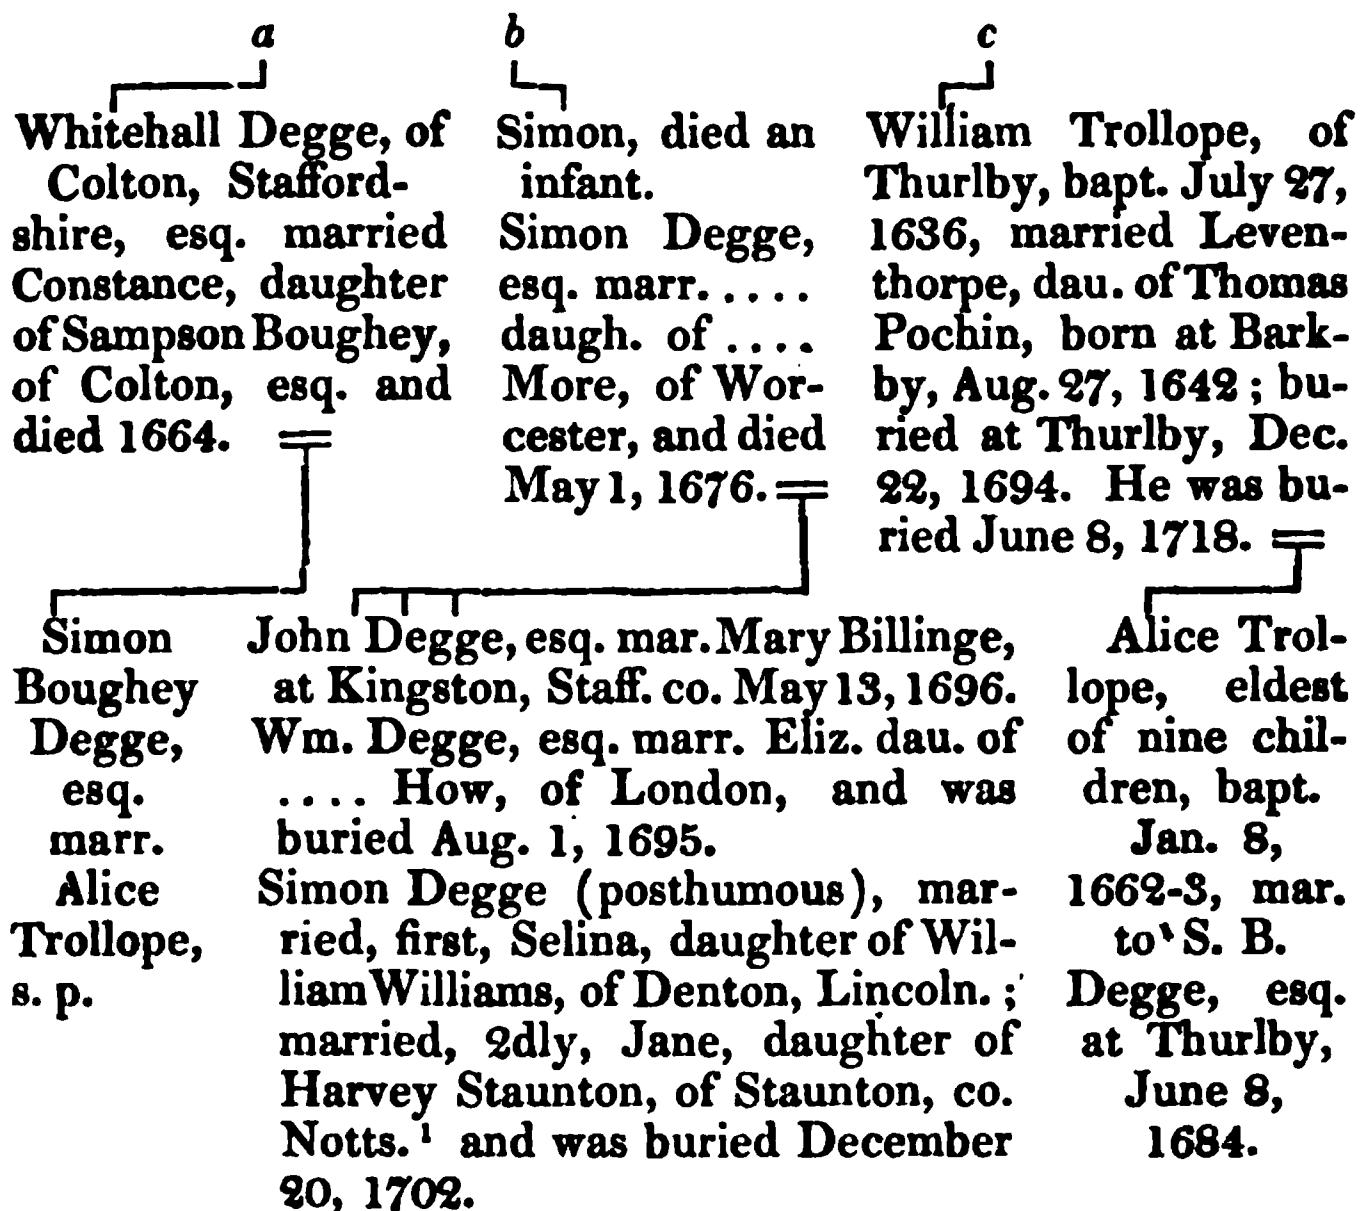 a
Whitehall Degge, of
Colton, Stafford-
shire, esq. married
Constance, daughter
of Sampson Boughey,
of Colton, esq. and
died 1664.
b
Simon, died an
infant.
Simon Degge,
esq. marr. ....
daugh. of ....
More, of Wor-
cester, and died
May 1, 1676.
c
William Trollope, of
Thurlby, bapt. July 27,
1636, married Leven-
thorpe, dau. of Thomas
Pochin, born at Bark-
by, Aug. 27, 1642; bu-
ried at Thurlby, Dec.
22, 1694. He was bu-
ried June 8, 1718.
Simon
Boughey
Degge,
esq.
marr.
Alice
Trollope,
s. p.
John Degge, esq. mar. Mary Billinge,
at Kingston, Staff. co. May 13, 1696.
Wm. Degge, esq. marr. Eliz. dau. of
.... How, of London, and was
buried Aug. 1, 1695.
Simon Degge (posthumous), mar-
ried, first, Selina, daughter of Wil-
liam Williams, of Denton, Lincoln.;
married, 2dly, Jane, daughter of
Harvey Staunton, of Staunton, co.
Notts.¹ and was buried December
20, 1702.
Alice Trol-
lope, eldest
of nine chil-
dren, bapt.
Jan. 8,
1662-3, mar.
to S. B.
Degge, esq.
at Thurlby,
June 8,
1684.